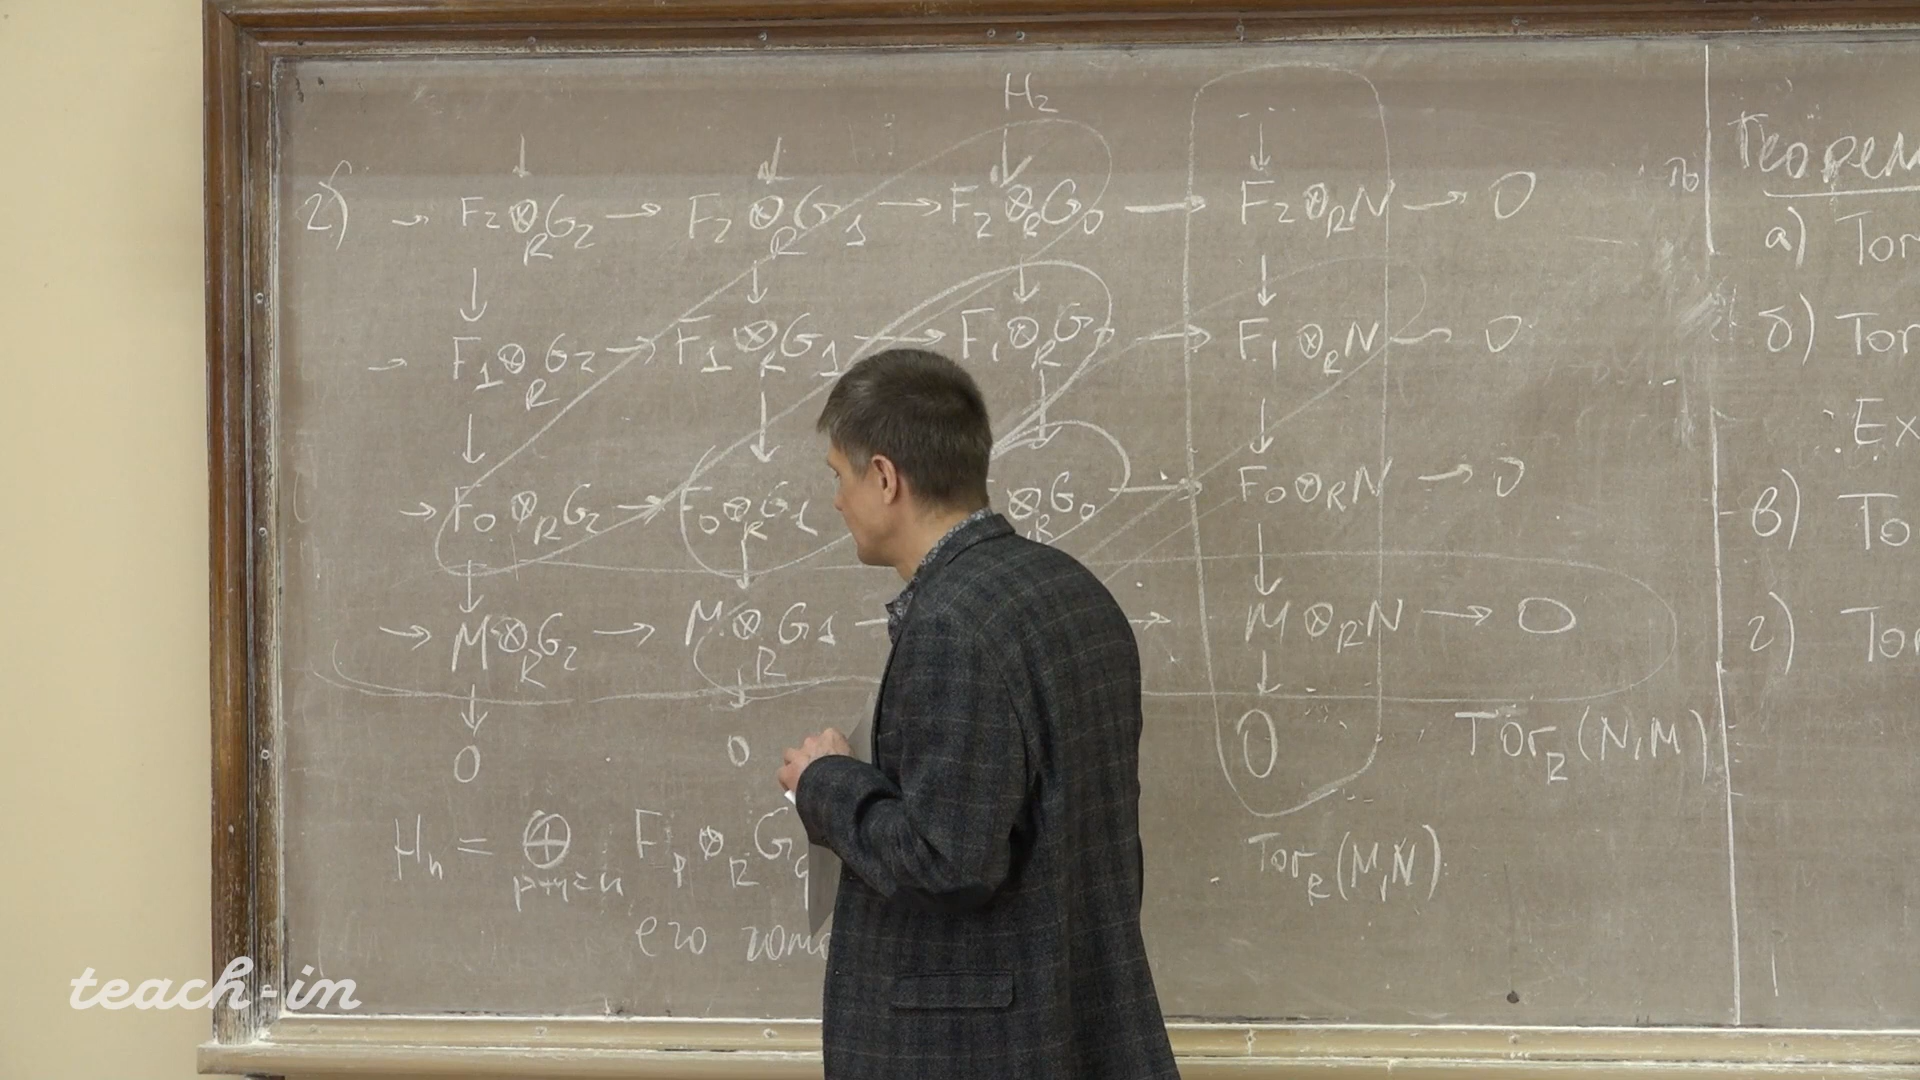 H₂
г) → F₂ ⊗_R G₂ → F₂ ⊗_R G₁ → F₂ ⊗_R G₀ → F₂ ⊗_R N → 0
→ F₁ ⊗_R G₂ → F₁ ⊗_R G₁ → F₁ ⊗_R G → F₁ ⊗_R N → 0
→ F₀ ⊗_R G₂ → F₀ ⊗_R G₁ ⊗_R G₀ → F₀ ⊗_R N → 0
→ M ⊗_R G₂ → M ⊗_R G₁ → → M ⊗_R N → 0
0 0 0 Tor_R (N, M)
H_n = ⊕_{p+q=n} F_p ⊗_R G_q Tor_R (M, N)
его гомо
Теорем
а) Tor
б) Tor
Ex
в) To
г) Tor
teach-in